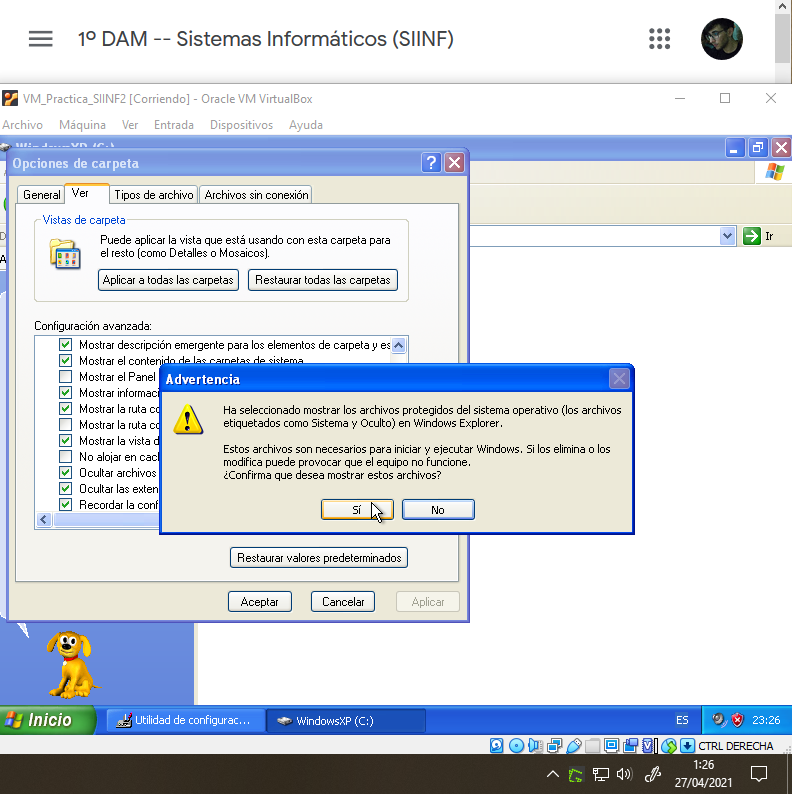 1º DAM -- Sistemas Informáticos (SIINF)
VM_Practica_SIINF2 [Corriendo] - Oracle VM VirtualBox
Archivo Máquina Ver Entrada Dispositivos Ayuda
WindowsXP (C:)
Opciones de carpeta
General Ver Tipos de archivo Archivos sin conexión
Vistas de carpeta
Puede aplicar la vista que está usando con esta carpeta para
el resto (como Detalles o Mosaicos).
Aplicar a todas las carpetas Restaurar todas las carpetas
Ir
Configuración avanzada:
Mostrar descripción emergente para los elementos de carpeta y es
Mostrar el contenido de las carpetas de sistema
Mostrar el Panel
Mostrar informaci
Mostrar la ruta co
Mostrar la ruta co
Mostrar la vista d
No alojar en cach
Ocultar archivos
Ocultar las exten
Recordar la conf
Advertencia
Ha seleccionado mostrar los archivos protegidos del sistema operativo (los archivos
etiquetados como Sistema y Oculto) en Windows Explorer.
Estos archivos son necesarios para iniciar y ejecutar Windows. Si los elimina o los
modifica puede provocar que el equipo no funcione.
¿Confirma que desea mostrar estos archivos?
Sí No
Restaurar valores predeterminados
Aceptar Cancelar Aplicar
Inicio Utilidad de configurac... WindowsXP (C:) ES 23:26
CTRL DERECHA
1:26
27/04/2021